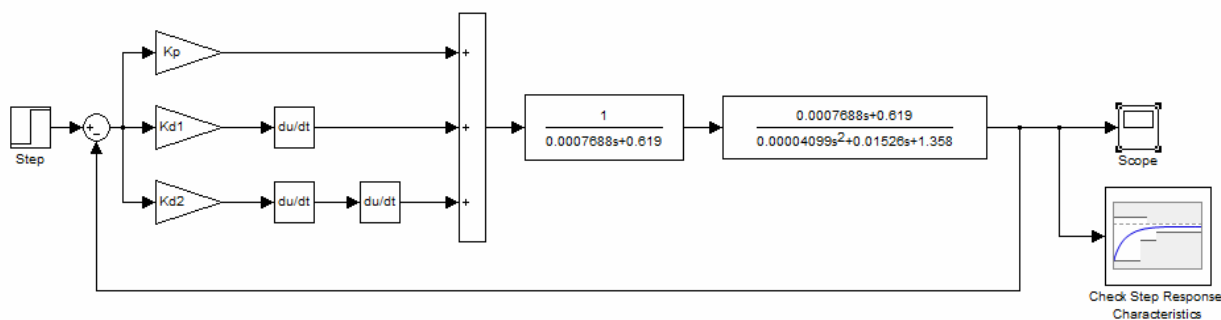 Step
+
−
Kp
Kd1
du/dt
Kd2
du/dt
du/dt
+
+
+
1
0.0007688s+0.619
0.0007688s+0.619
0.00004099s²+0.01526s+1.358
Scope
Check Step Response
Characteristics